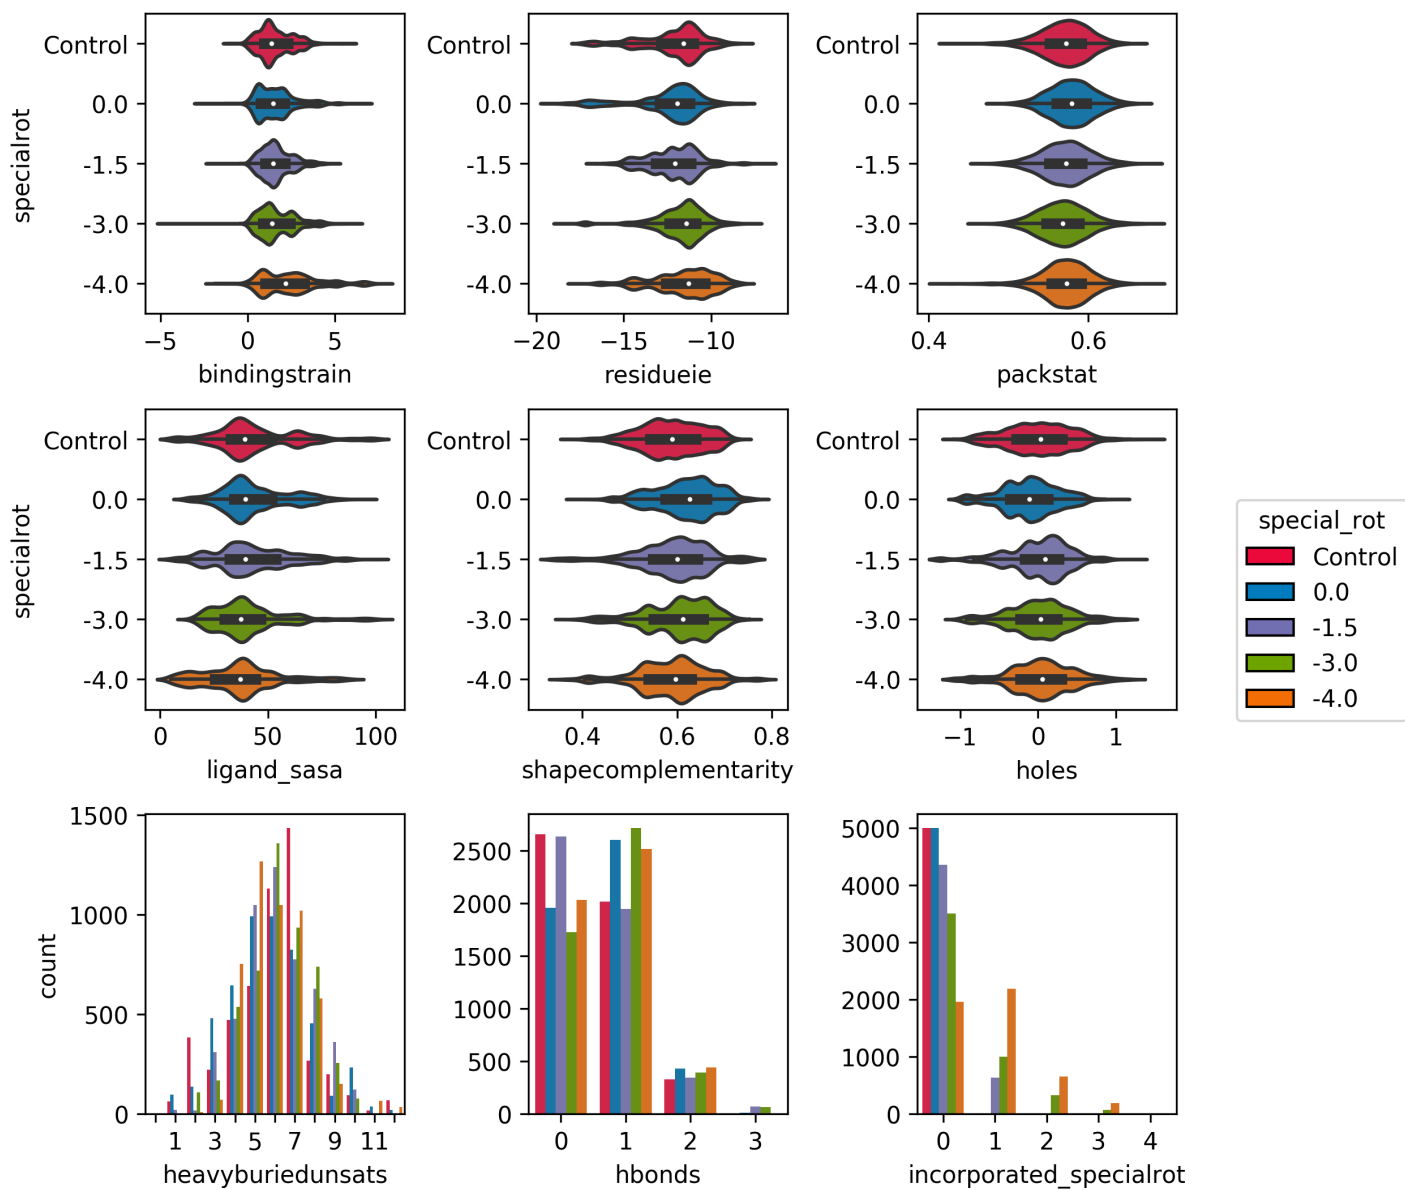 specialrot
Control
0.0
-1.5
-3.0
-4.0
−5 0 5
bindingstrain
Control
0.0
-1.5
-3.0
-4.0
−20 −15 −10
residueie
Control
0.0
-1.5
-3.0
-4.0
0.4 0.6
packstat
specialrot
Control
0.0
-1.5
-3.0
-4.0
0 50 100
ligand_sasa
Control
0.0
-1.5
-3.0
-4.0
0.4 0.6 0.8
shapecomplementarity
Control
0.0
-1.5
-3.0
-4.0
−1 0 1
holes
special_rot
Control
0.0
-1.5
-3.0
-4.0
count
1500
1000
500
0
1 3 5 7 9 11
heavyburiedunsats
2500
2000
1500
1000
500
0
0 1 2 3
hbonds
5000
4000
3000
2000
1000
0
0 1 2 3 4
incorporated_specialrot